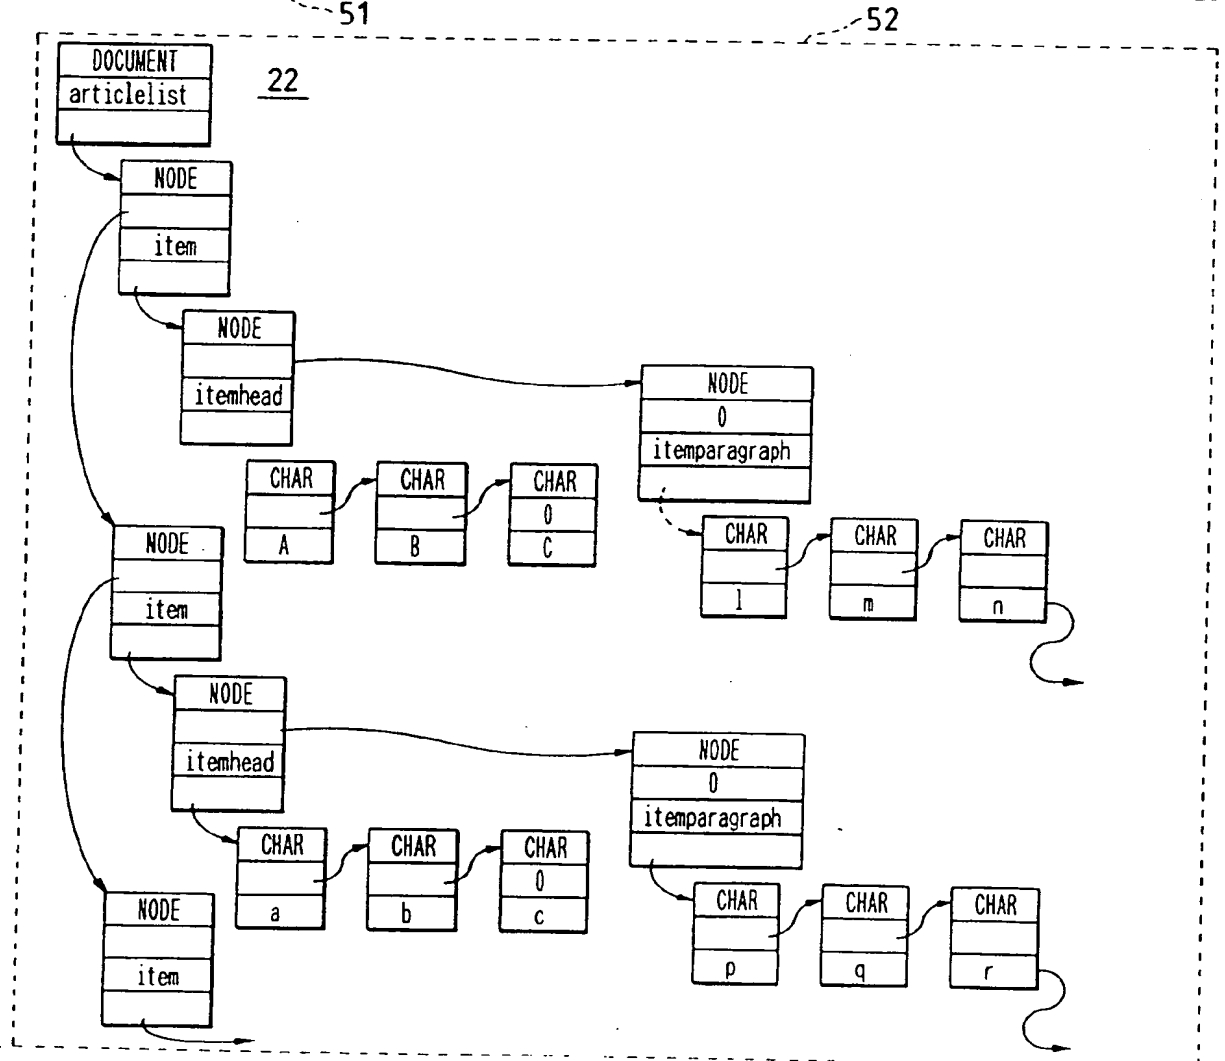 51
52
22
DOCUMENT
articlelist
NODE
item
NODE
itemhead
NODE
0
itemparagraph
CHAR
A
CHAR
B
CHAR
0
C
CHAR
l
CHAR
m
CHAR
n
NODE
item
NODE
itemhead
NODE
0
itemparagraph
CHAR
a
CHAR
b
CHAR
0
c
CHAR
p
CHAR
q
CHAR
r
NODE
item